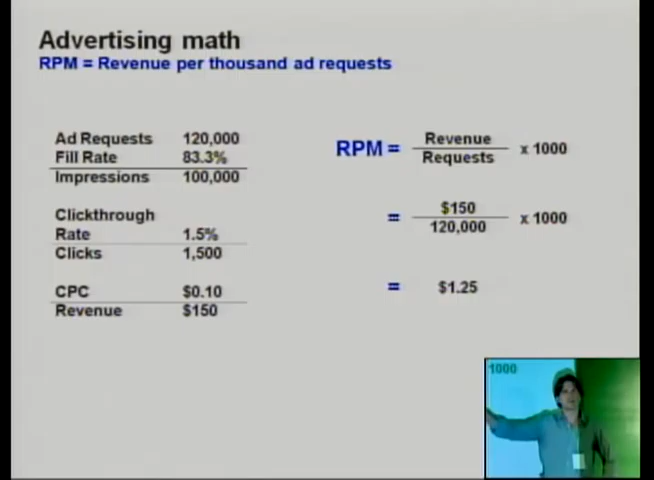 Advertising math
RPM = Revenue per thousand ad requests
Ad Requests 120,000
Fill Rate 83.3%
Impressions 100,000
Clickthrough
Rate 1.5%
Clicks 1,500
CPC $0.10
Revenue $150
RPM = Revenue
Requests x 1000
= $150
120,000 x 1000
= $1.25
1000